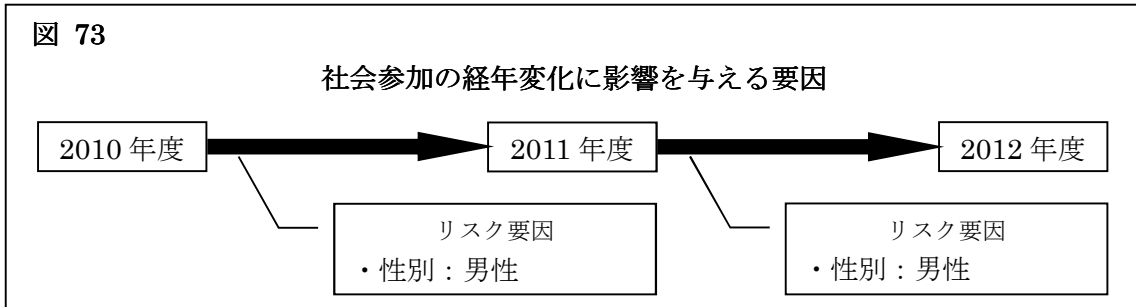 図 73
社会参加の経年変化に影響を与える要因
2010 年度
2011 年度
2012 年度
リスク要因
・性別：男性
リスク要因
・性別：男性